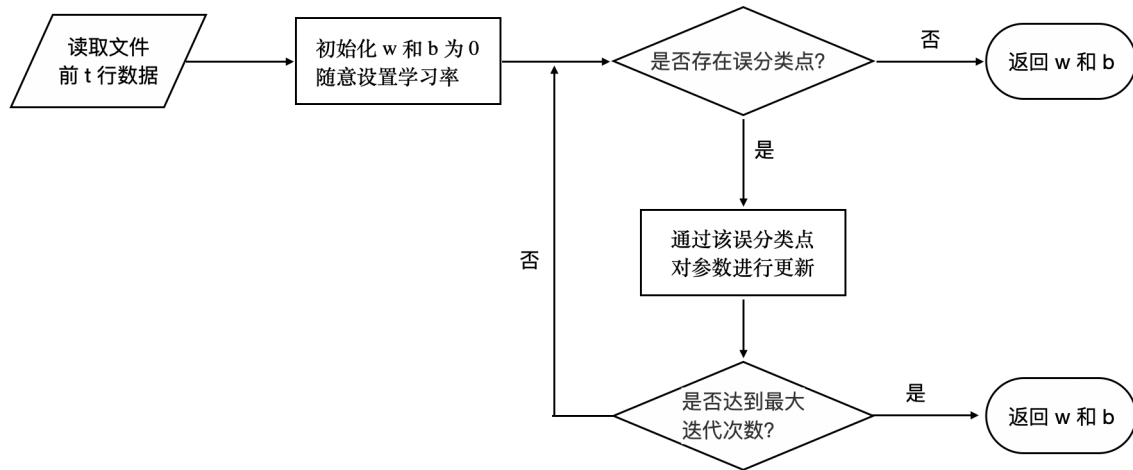 读取文件
前 t 行数据
初始化 w 和 b 为 0
随意设置学习率
是否存在误分类点?
否
返回 w 和 b
是
通过该误分类点
对参数进行更新
否
是否达到最大
迭代次数?
是
返回 w 和 b